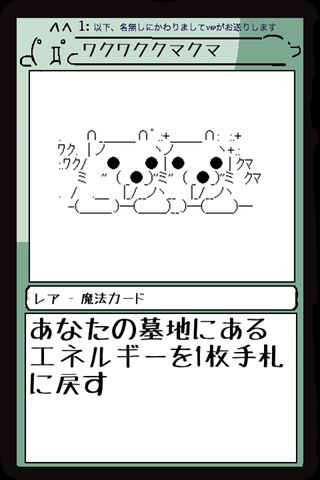 1: 以下、名無しにかわりましてVIPがお送りします
ワクワククマクマ
ワク.
:.ワク/
クマ
クマ
レア - 魔法カード
あなたの墓地にある
エネルギーを1枚手札
に戻す